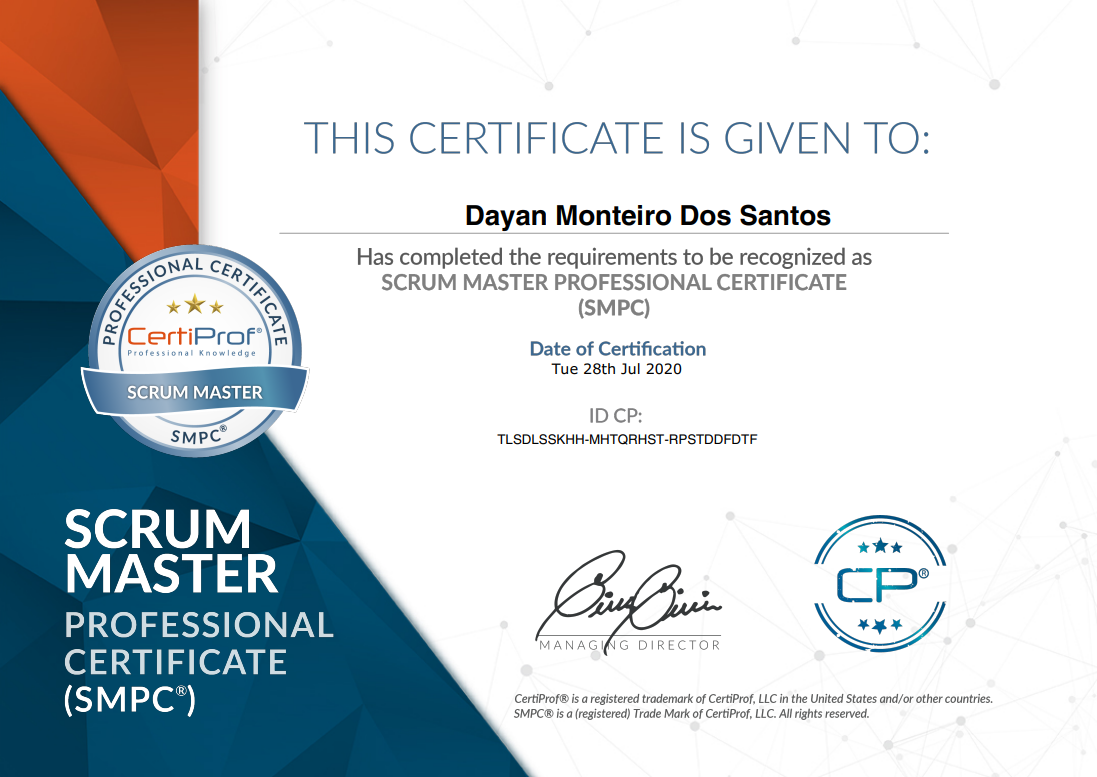 THIS CERTIFICATE IS GIVEN TO:
Dayan Monteiro Dos Santos
Has completed the requirements to be recognized as
SCRUM MASTER PROFESSIONAL CERTIFICATE
(SMPC)
Date of Certification
Tue 28th Jul 2020
ID CP:
TLSDLSSKHH-MHTQRHST-RPSTDDFDTF
PROFESSIONAL CERTIFICATE
CertiProf®
Professional Knowledge
SCRUM MASTER
SMPC®
SCRUM
MASTER
PROFESSIONAL
CERTIFICATE
(SMPC®)
MANAGING DIRECTOR
CP®
CertiProf® is a registered trademark of CertiProf, LLC in the United States and/or other countries.
SMPC® is a (registered) Trade Mark of CertiProf, LLC. All rights reserved.